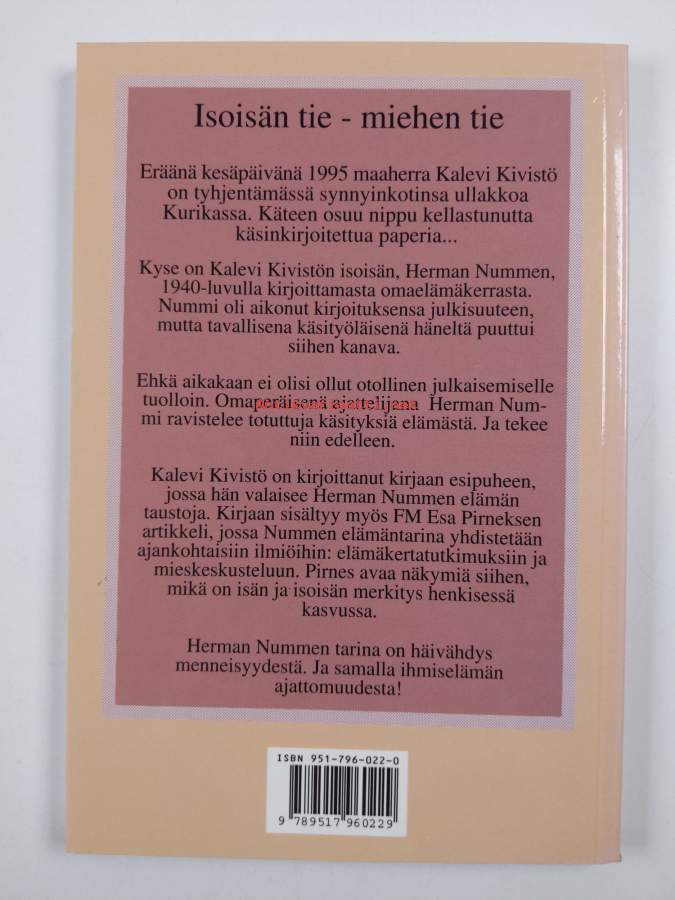 Isoisän tie - miehen tie
Eräänä kesäpäivänä 1995 maaherra Kalevi Kivistö
on tyhjentämässä synnyinkotinsa ullakkoa
Kurikassa. Käteen osuu nippu kellastunutta
käsinkirjoitettua paperia...
Kyse on Kalevi Kivistön isoisän, Herman Nummen,
1940-luvulla kirjoittamasta omaelämäkerrasta.
Nummi oli aikonut kirjoituksensa julkisuuteen,
mutta tavallisena käsityöläisenä häneltä puuttui
siihen kanava.
Ehkä aikakaan ei olisi ollut otollinen julkaisemiselle
tuolloin. Omaperäisenä ajattelijana Herman Num-
mi ravistelee totuttuja käsityksiä elämästä. Ja tekee
niin edelleen.
Kalevi Kivistö on kirjoittanut kirjaan esipuheen,
jossa hän valaisee Herman Nummen elämän
taustoja. Kirjaan sisältyy myös FM Esa Pirneksen
artikkeli, jossa Nummen elämäntarina yhdistetään
ajankohtaisiin ilmiöihin: elämäkertatutkimuksiin ja
mieskeskusteluun. Pirnes avaa näkymiä siihen,
mikä on isän ja isoisän merkitys henkisessä
kasvussa.
Herman Nummen tarina on häivähdys
menneisyydestä. Ja samalla ihmiselämän
ajattomuudesta!
ISBN 951-796-022-0
9 789517 960229